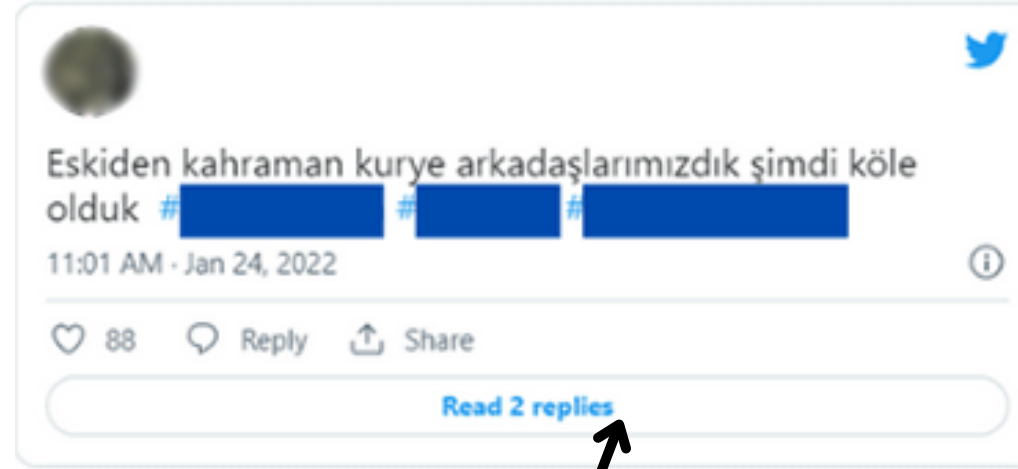 Eskiden kahraman kurye arkadaşlarımızdık şimdi köle
olduk # # #
11:01 AM · Jan 24, 2022
88 Reply Share
Read 2 replies